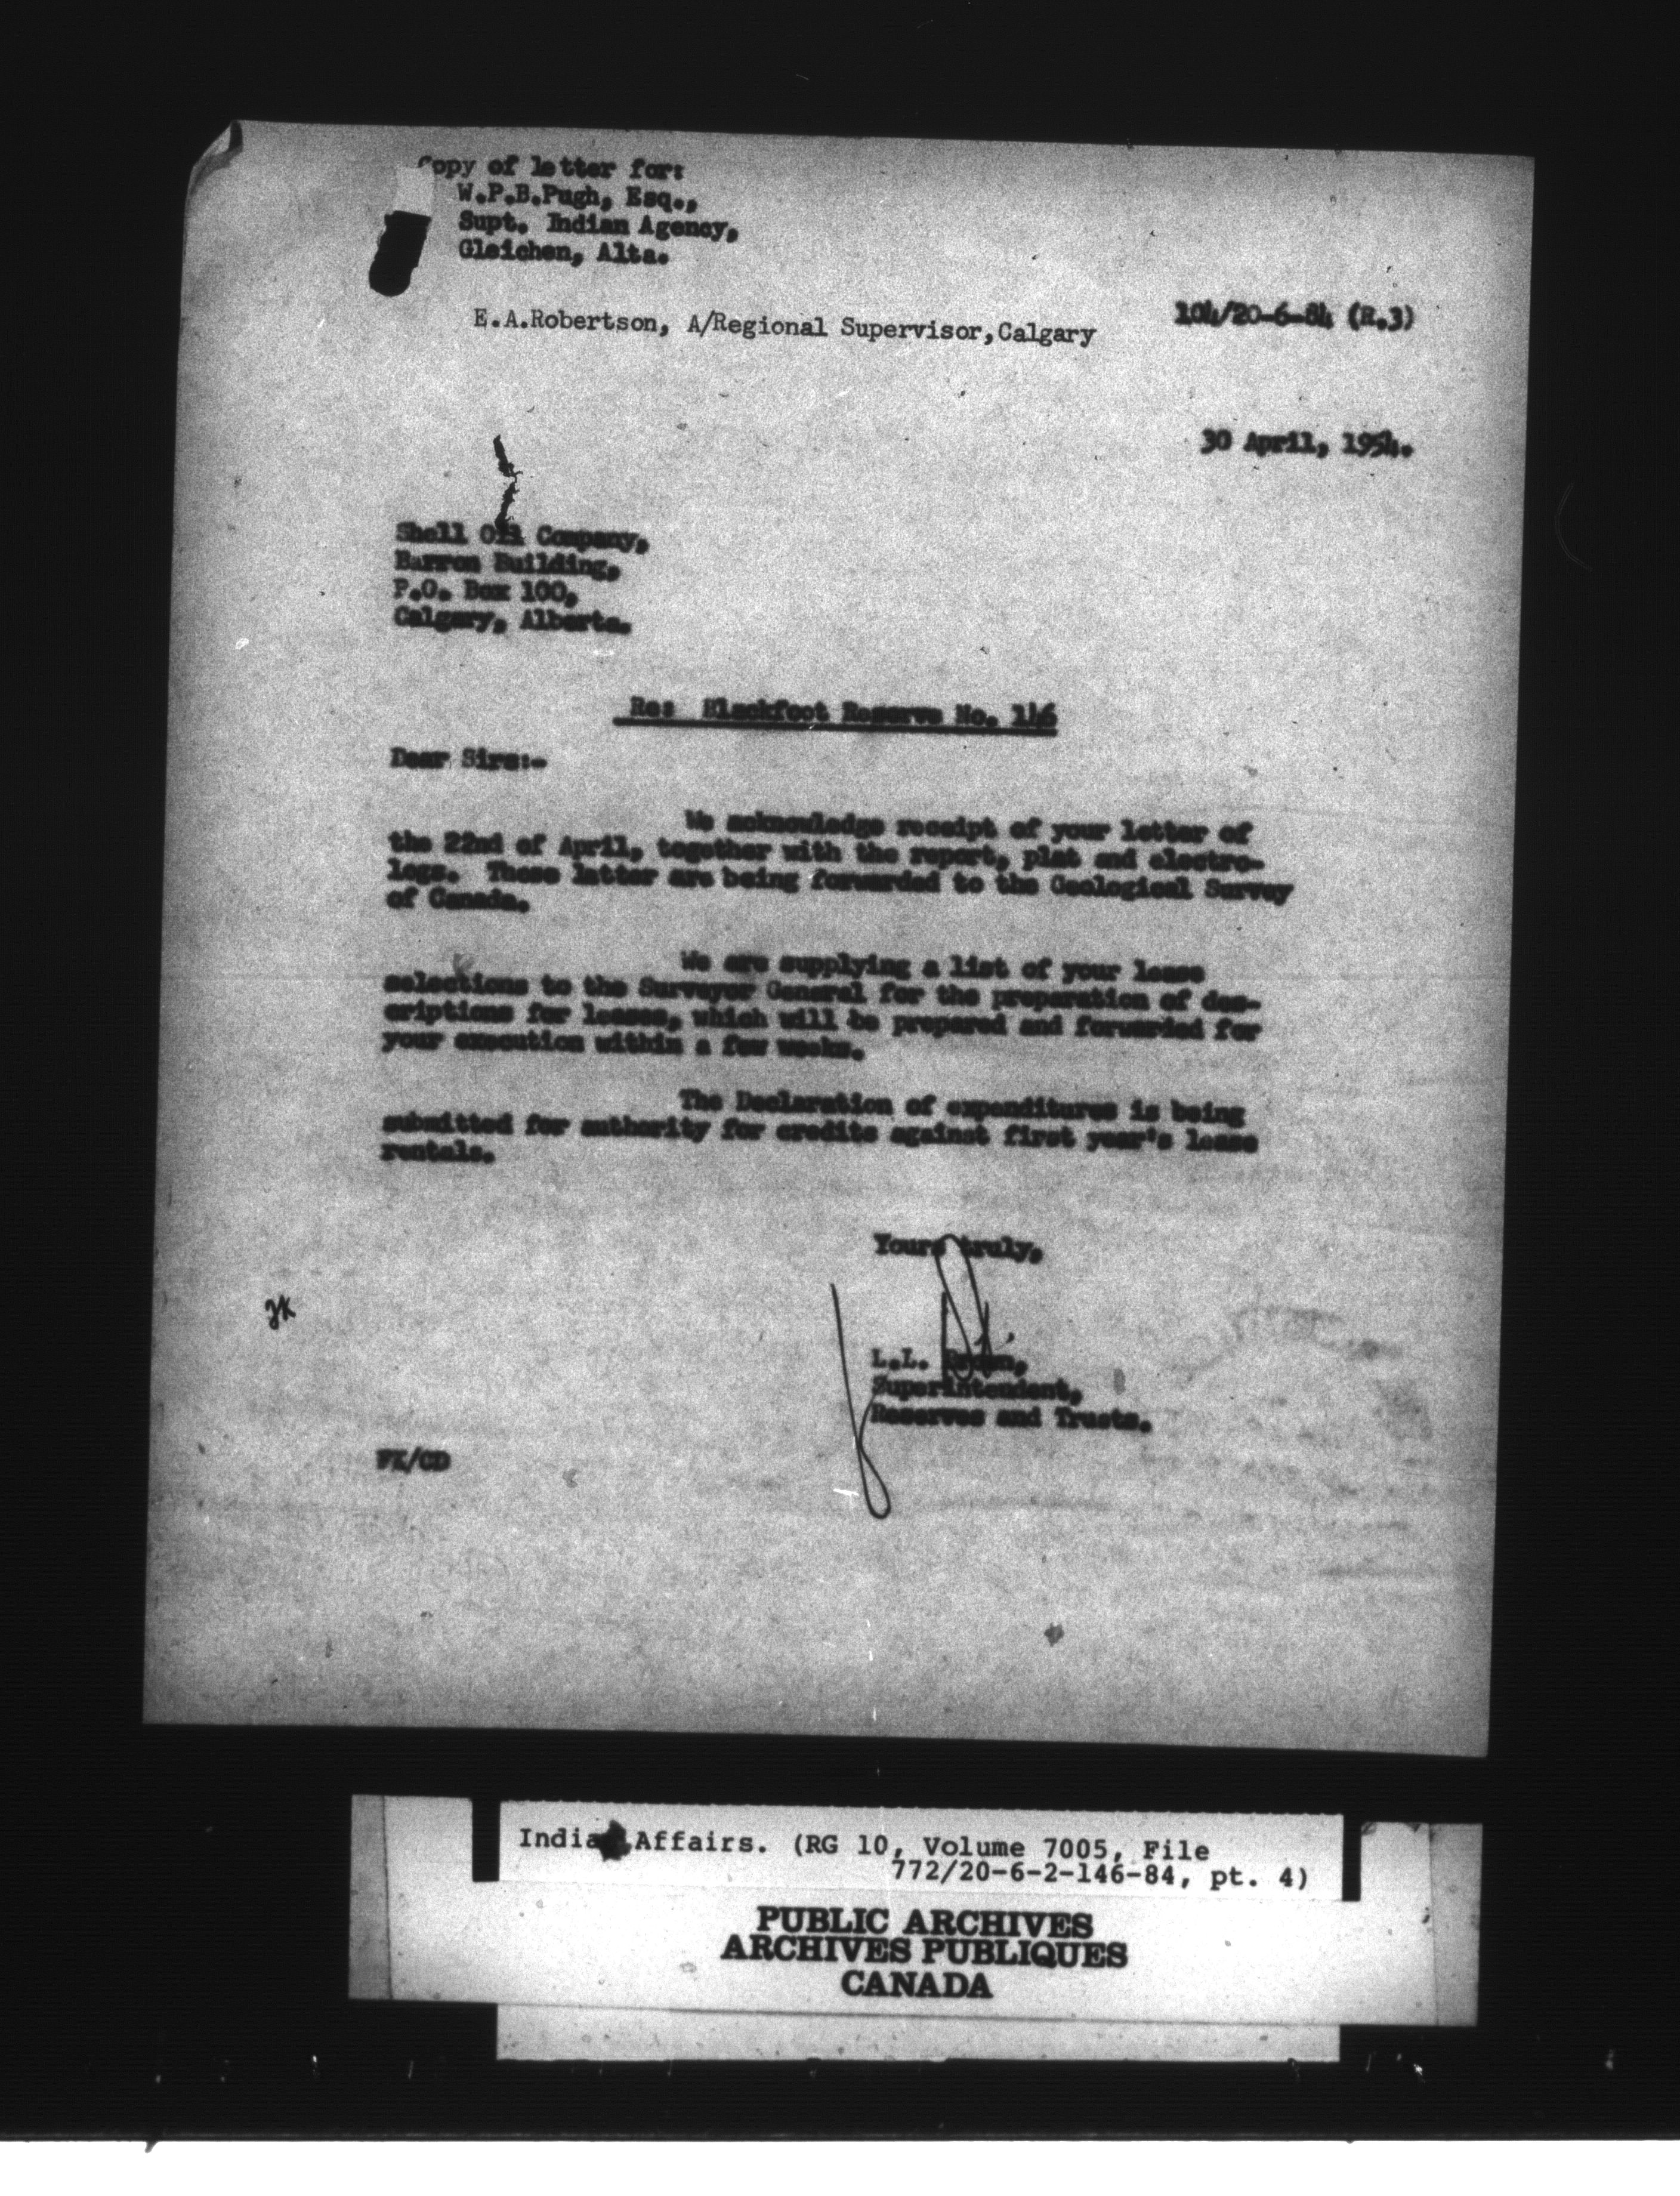 Copy of letter for:
W.P.B.Pugh, Esq.,
Supt. Indian Agency,
Gleichen, Alta.
E.A.Robertson, A/Regional Supervisor,Calgary
104/20-6-84 (R.3)
30 April, 1954.
Shell Oil Company,
Barron Building,
P.O. Box 100,
Calgary, Alberta.
Re: Blackfoot Reserve No. 146
Dear Sirs:-
We acknowledge receipt of your letter of
the 22nd of April, together with the report, plat and electro-
logs. These latter are being forwarded to the Geological Survey
of Canada.
We are supplying a list of your lease
selections to the Surveyor General for the preparation of des-
criptions for leases, which will be prepared and forwarded for
your execution within a few weeks.
The Declaration of expenditures is being
submitted for authority for credits against first year's lease
rentals.
Yours truly,
L.L. Brown,
Superintendent,
Reserves and Trusts.
FK/CD
Indian Affairs. (RG 10, Volume 7005, File
772/20-6-2-146-84, pt. 4)
PUBLIC ARCHIVES
ARCHIVES PUBLIQUES
CANADA